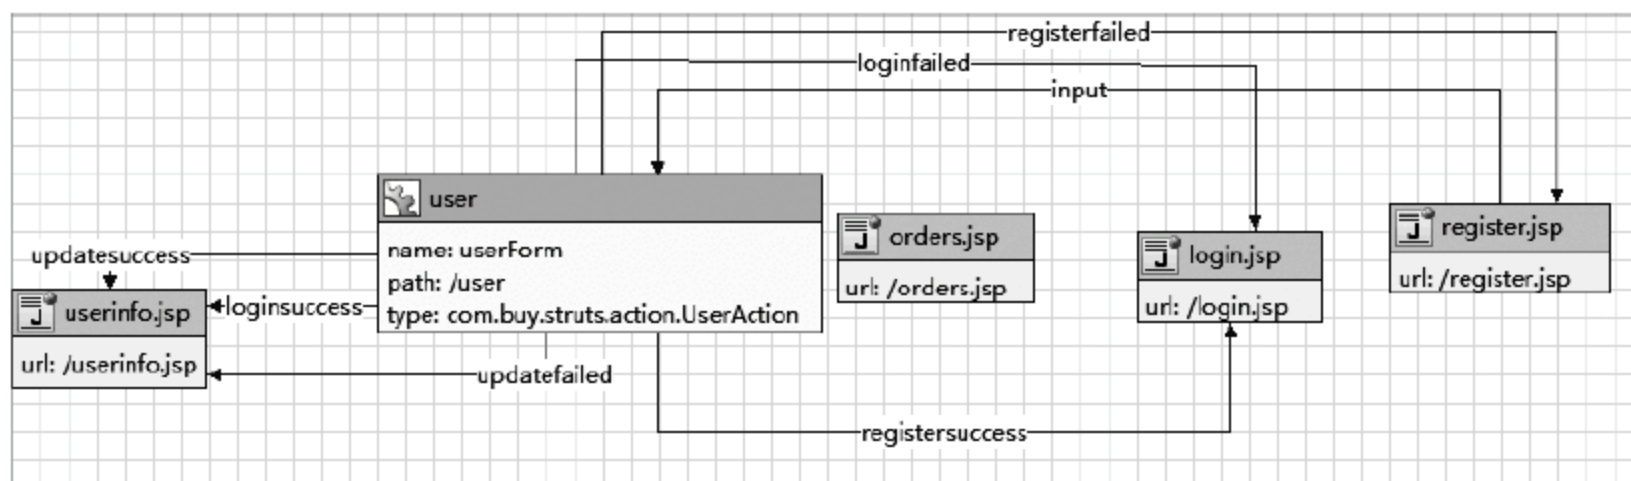 registerfailed
loginfailed
input
user
name: userForm
path: /user
type: com.buy.struts.action.UserAction
orders.jsp
url: /orders.jsp
login.jsp
url: /login.jsp
register.jsp
url: /register.jsp
updatesuccess
loginsuccess
userinfo.jsp
url: /userinfo.jsp
updatefailed
registersuccess